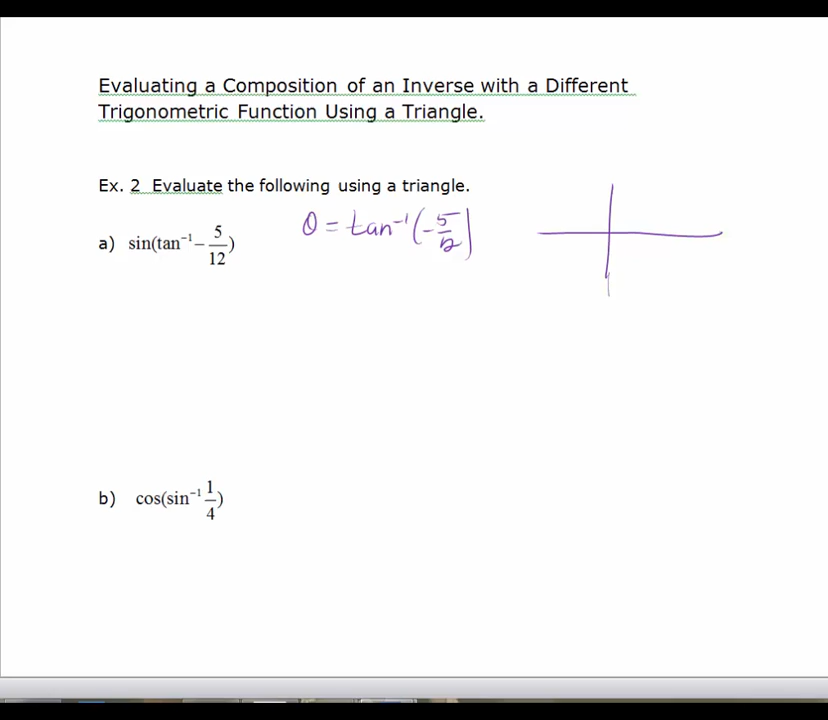 Evaluating a Composition of an Inverse with a Different
Trigonometric Function Using a Triangle.
Ex. 2 Evaluate the following using a triangle.
a) sin(tan⁻¹ − 5/12)
θ = tan⁻¹(−5/12)
b) cos(sin⁻¹ 1/4)